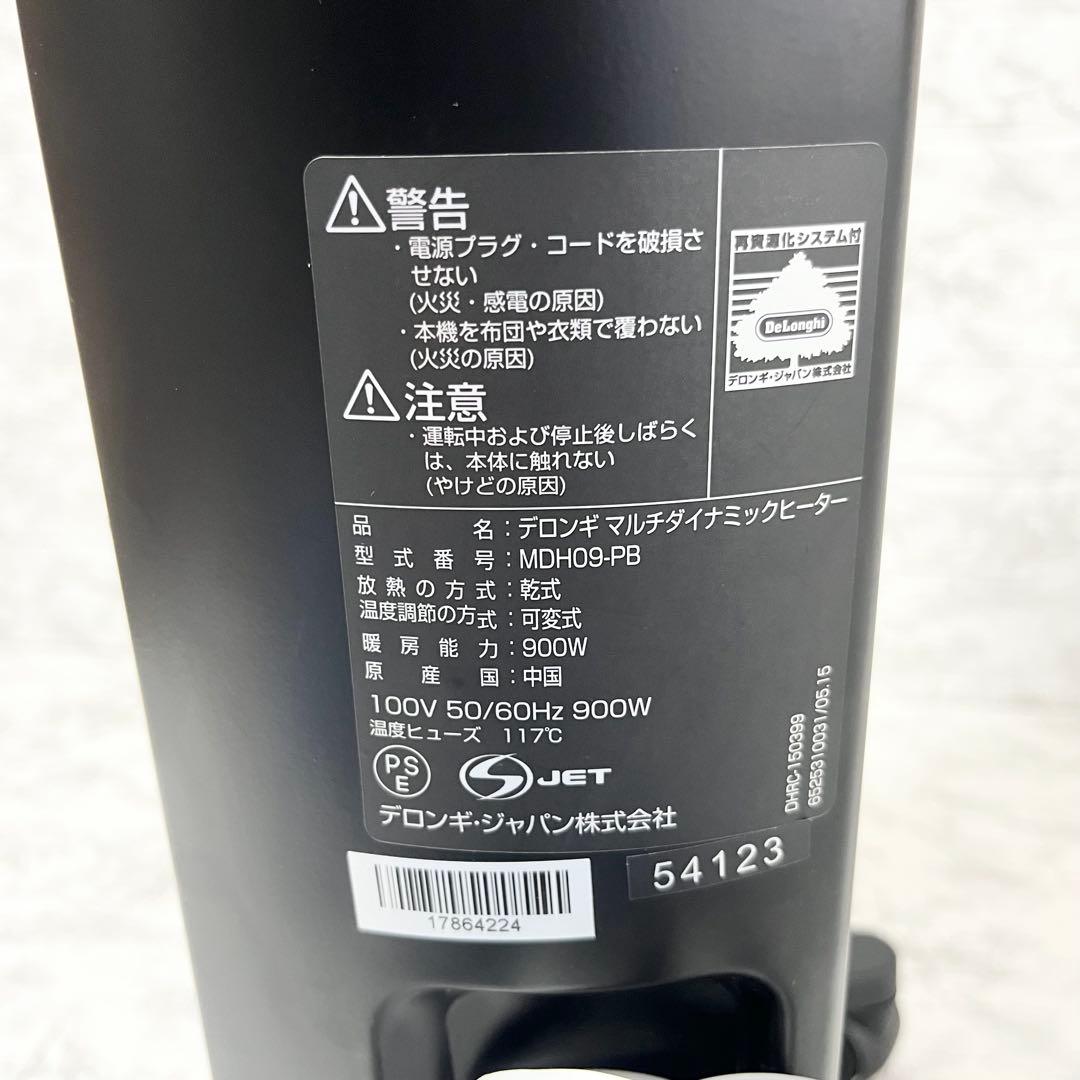 警告
・電源プラグ・コードを破損さ
せない
(火災・感電の原因)
・本機を布団や衣類で覆わない
(火災の原因)
注意
・運転中および停止後しばらく
は、本体に触れない
(やけどの原因)
再資源化システム付
DeLonghi
デロンギ・ジャパン株式会社
品名：デロンギ マルチダイナミックヒーター
型式番号：MDH09-PB
放熱の方式：乾式
温度調節の方式：可変式
暖房能力：900W
原産国：中国
100V 50/60Hz 900W
温度ヒューズ 117℃
PS
E
S JET
デロンギ・ジャパン株式会社
DHRC-150399
6525310031/05.15
54123
17864224